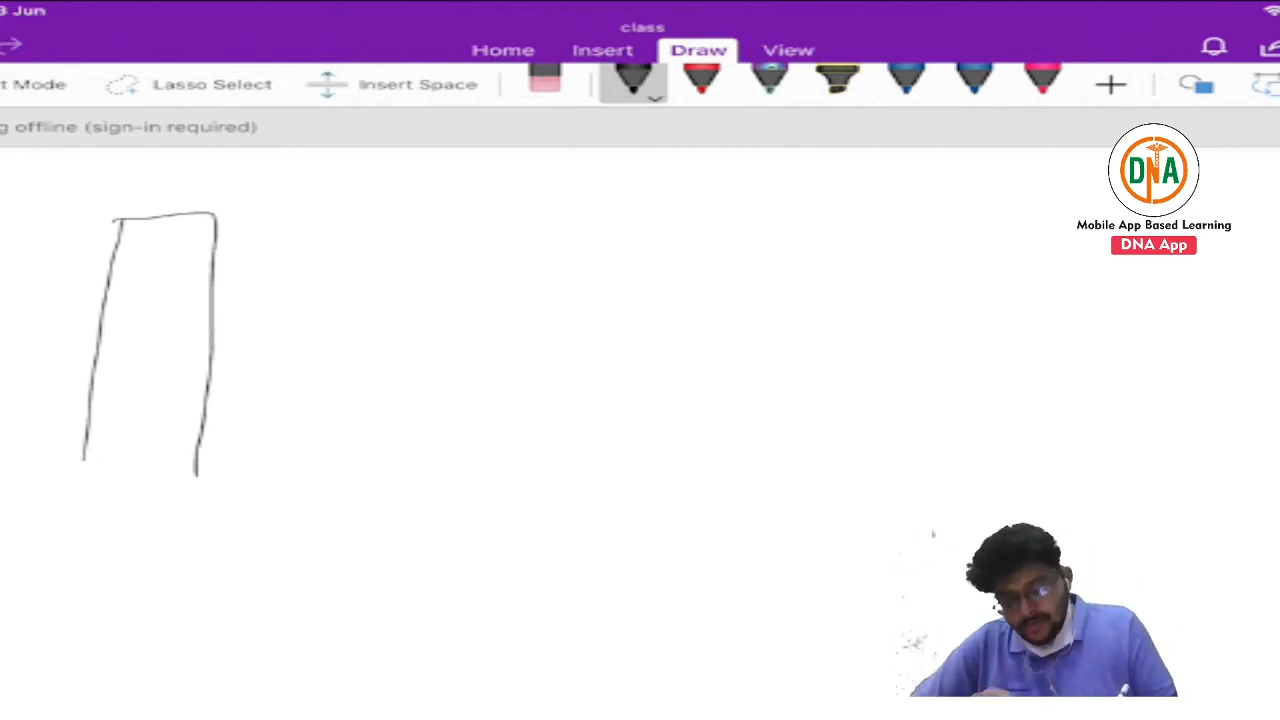 3 Jun
class
Home Insert Draw View
t Mode Lasso Select Insert Space
g offline (sign-in required)
DNA
Mobile App Based Learning
DNA App